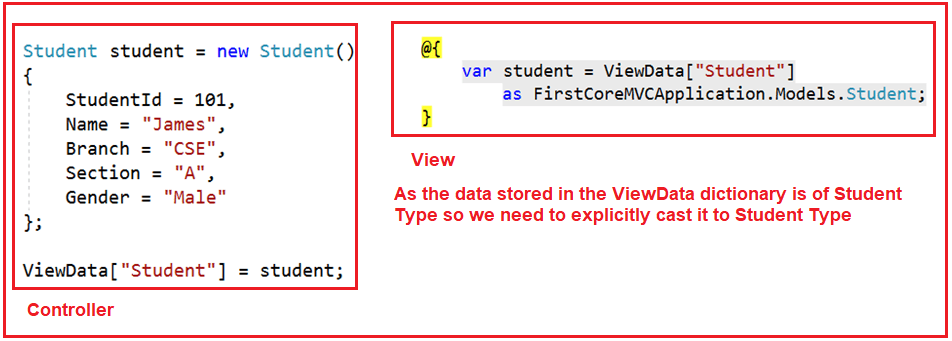 Student student = new Student()
{
StudentId = 101,
Name = "James",
Branch = "CSE",
Section = "A",
Gender = "Male"
};
ViewData["Student"] = student;
Controller
@{
var student = ViewData["Student"]
as FirstCoreMVCApplication.Models.Student;
}
View
As the data stored in the ViewData dictionary is of Student
Type so we need to explicitly cast it to Student Type